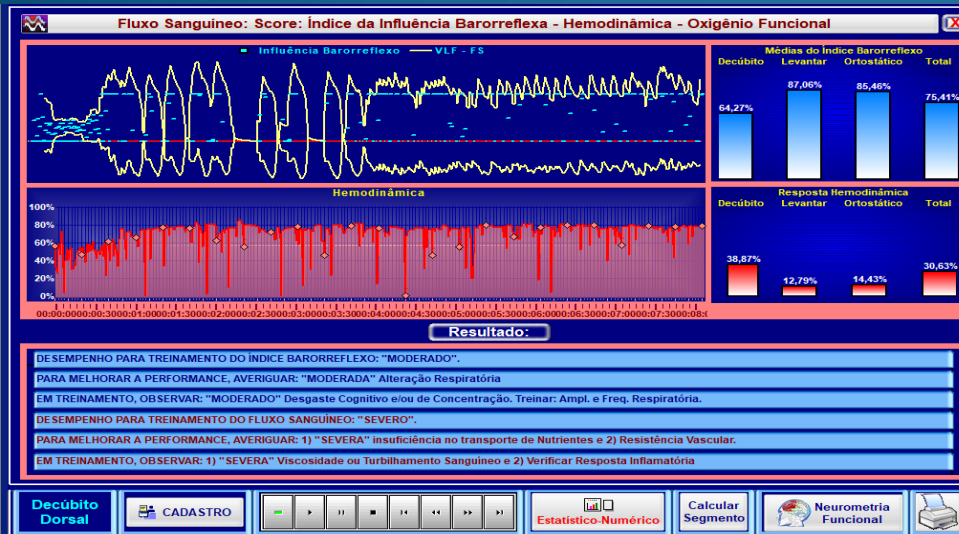 Fluxo Sanguineo: Score: Índice da Influência Barorreflexa - Hemodinâmica - Oxigênio Funcional
Influência Barorreflexo VLF - FS
Médias do Índice Barorreflexo
Decúbito Levantar Ortostático Total
64,27% 87,06% 85,46% 75,41%
Hemodinâmica
100%
80%
60%
40%
20%
0%
Resposta Hemodinâmica
Decúbito Levantar Ortostático Total
38,87% 12,79% 14,43% 30,63%
Resultado:
DESEMPENHO PARA TREINAMENTO DO ÍNDICE BARORREFLEXO: "MODERADO".
PARA MELHORAR A PERFORMANCE, AVERIGUAR: "MODERADA" Alteração Respiratória
EM TREINAMENTO, OBSERVAR: "MODERADO" Desgaste Cognitivo e/ou de Concentração. Treinar: Ampl. e Freq. Respiratória.
DESEMPENHO PARA TREINAMENTO DO FLUXO SANGUÍNEO: "SEVERO".
PARA MELHORAR A PERFORMANCE, AVERIGUAR: 1) "SEVERA" insuficiência no transporte de Nutrientes e 2) Resistência Vascular.
EM TREINAMENTO, OBSERVAR: 1) "SEVERA" Viscosidade ou Turbilhamento Sanguíneo e 2) Verificar Resposta Inflamatória
Decúbito
Dorsal
CADASTRO
Estatístico-Numérico
Calcular
Segmento
Neurometria
Funcional